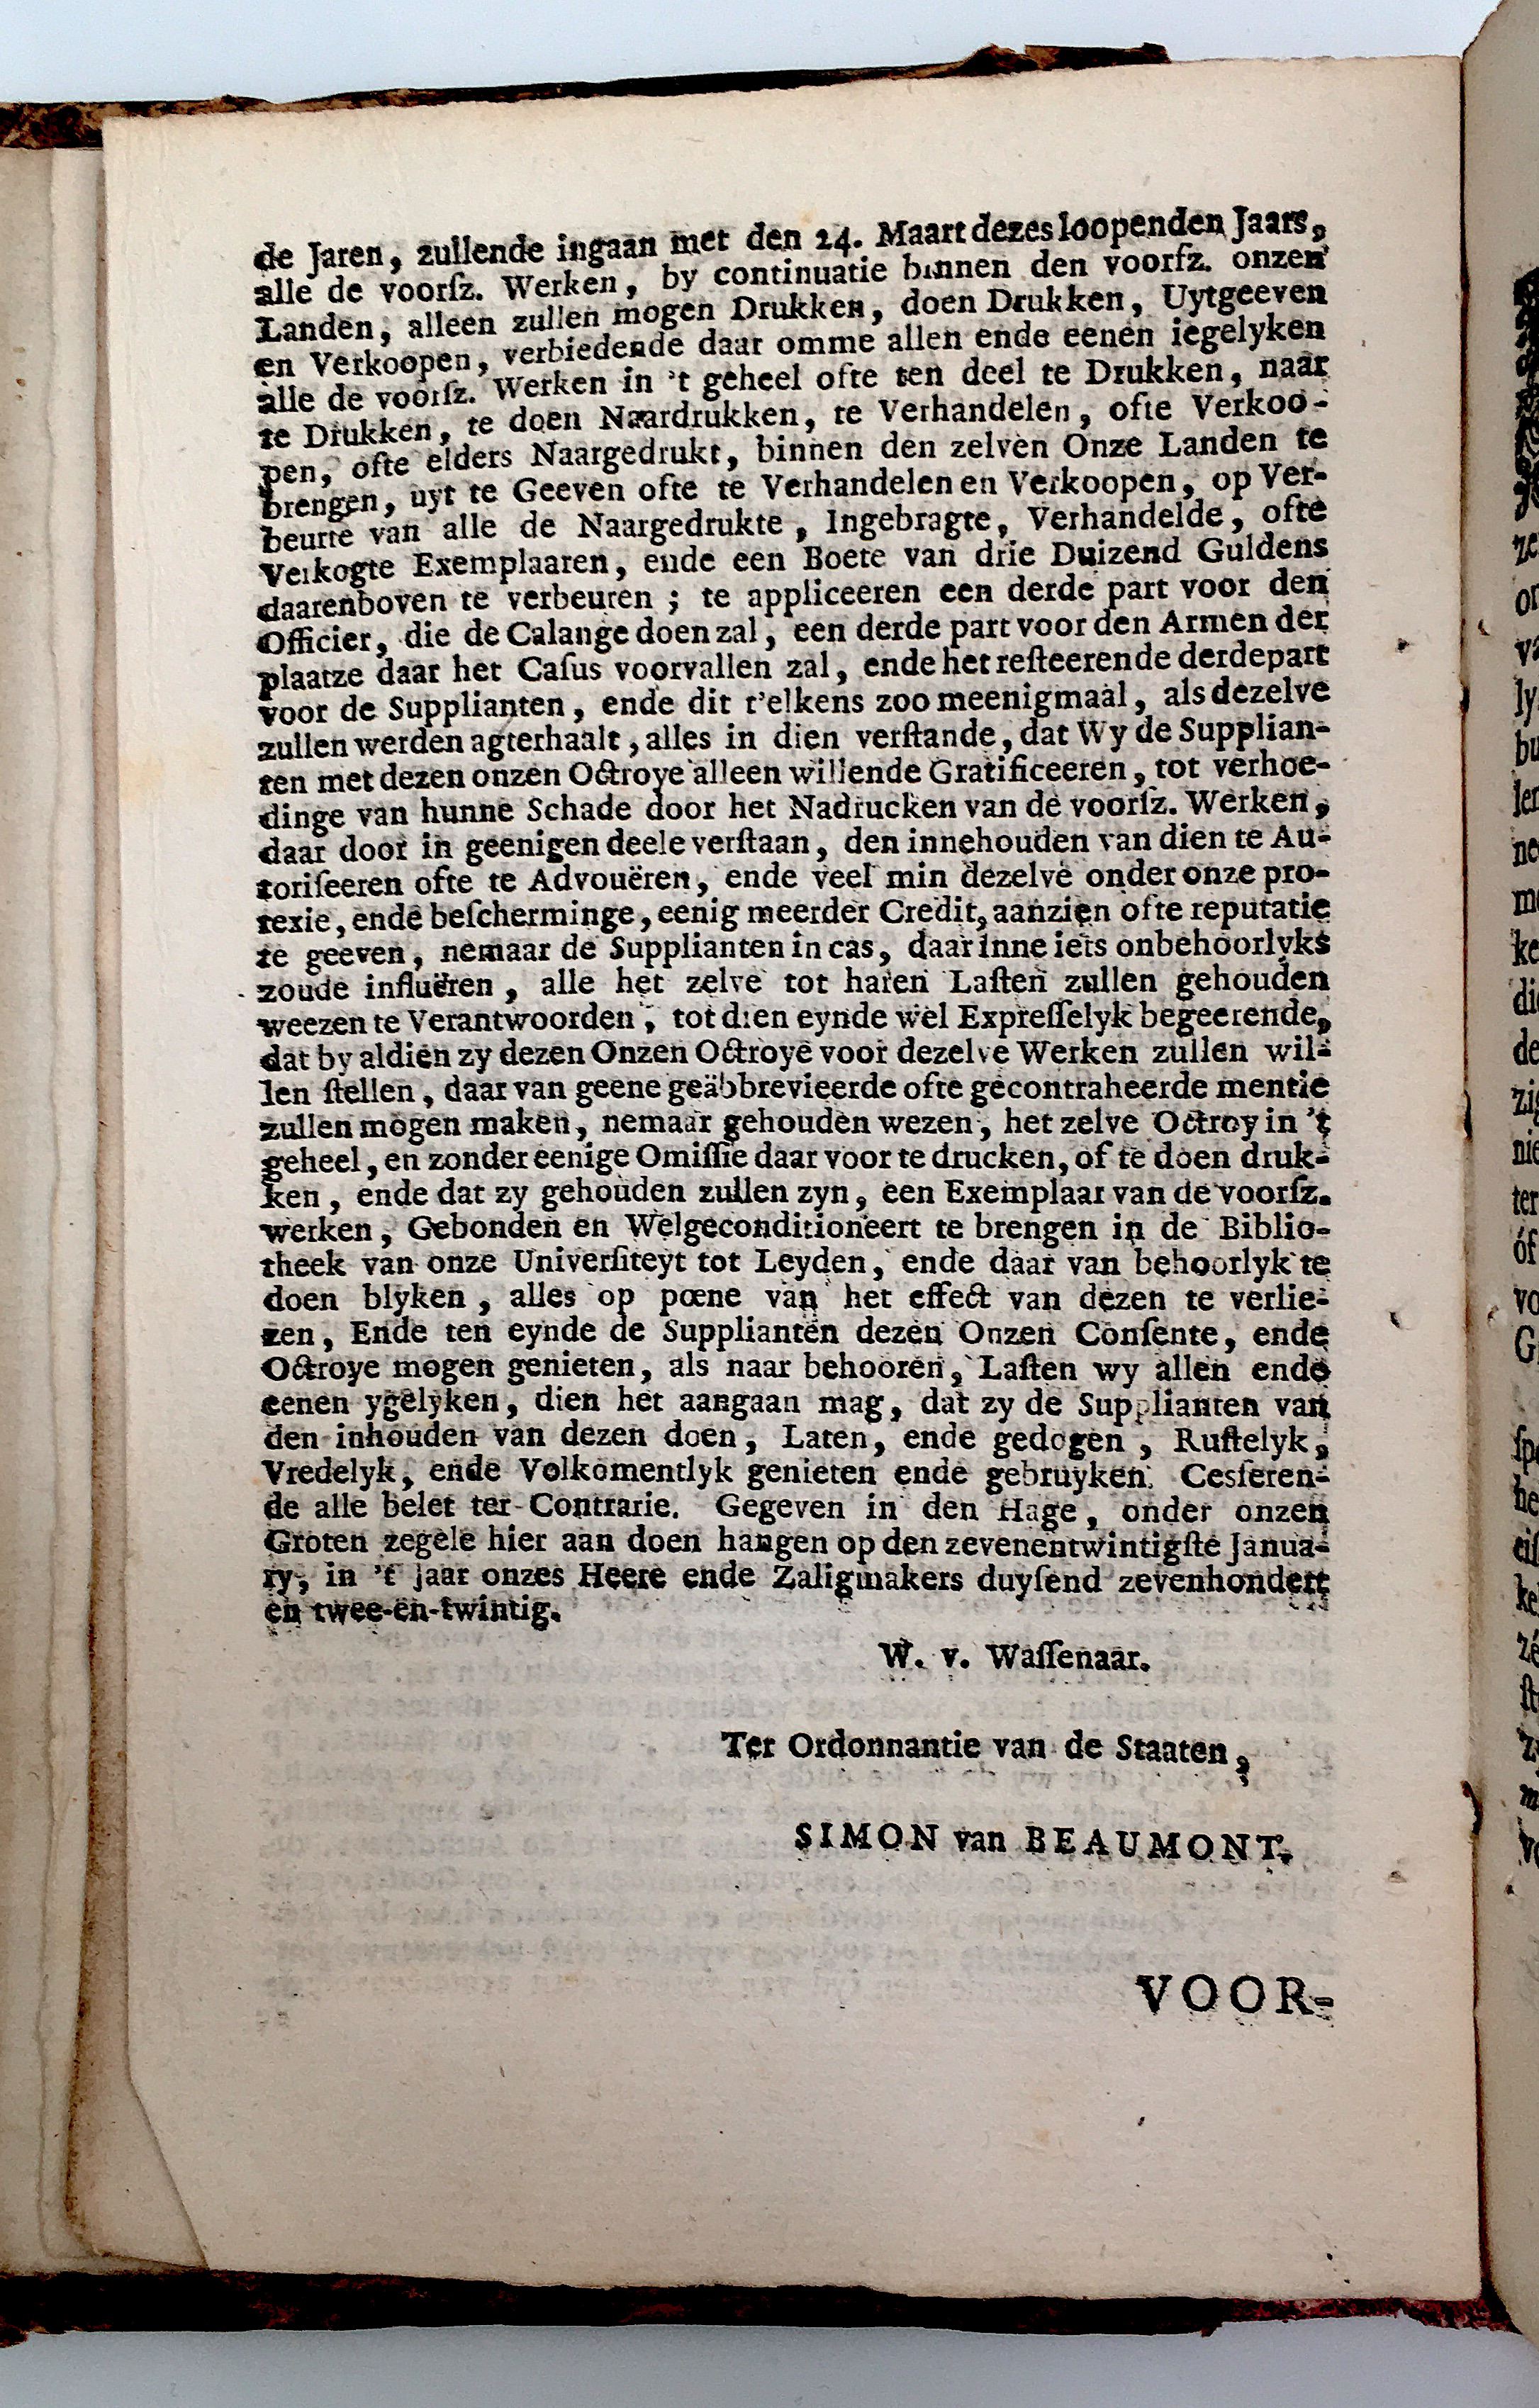 de Jaren, zullende ingaan met den 24. Maart dezes loopenden Jaars,
alle de voorſz. Werken, by continuatie binnen den voorſz. onzen
Landen, alleen zullen mogen Drukken, doen Drukken, Uytgeeven
en Verkoopen, verbiedende daar omme allen ende eenen iegelyken
alle de voorſz. Werken in 't geheel ofte ten deel te Drukken, naar
te Drukken, te doen Naardrukken, te Verhandelen, ofte Verkoo-
pen, ofte elders Naargedrukt, binnen den zelven Onze Landen te
brengen, uyt te Geeven ofte te Verhandelen en Verkoopen, op Ver-
beurte van alle de Naargedrukte, Ingebragte, Verhandelde, ofte
Verkogte Exemplaaren, ende een Boete van drie Duizend Guldens
daarenboven te verbeuren; te appliceeren een derde part voor den
Officier, die de Calange doen zal, een derde part voor den Armen der
plaatze daar het Caſus voorvallen zal, ende het reſteerende derdepart
voor de Supplianten, ende dit t'elkens zoo meenigmaal, als dezelve
zullen werden agterhaalt, alles in dien verſtande, dat Wy de Supplian-
ten met dezen onzen Octroye alleen willende Gratificeeren, tot verhoe-
dinge van hunne Schade door het Nadrucken van de voorſz. Werken,
daar door in geenigen deele verſtaan, den innehouden van dien te Au-
toriſeeren ofte te Advouëren, ende veel min dezelve onder onze pro-
texie, ende beſcherminge, eenig meerder Credit, aanzien ofte reputatie
te geeven, nemaar de Supplianten in cas, daar inne iets onbehoorlyks
zoude influëren, alle het zelve tot haren Laſten zullen gehouden
weezen te Verantwoorden, tot dien eynde wel Expreſſelyk begeerende,
dat by aldien zy dezen Onzen Octroye voor dezelve Werken zullen wil-
len ſtellen, daar van geene geäbbrevieerde ofte gecontraheerde mentie
zullen mogen maken, nemaar gehouden wezen, het zelve Octroy in 't
geheel, en zonder eenige Omiſſie daar voor te drucken, of te doen druk-
ken, ende dat zy gehouden zullen zyn, een Exemplaar van de voorſz.
werken, Gebonden en Welgeconditioneert te brengen in de Biblio-
theek van onze Univerſiteyt tot Leyden, ende daar van behoorlyk te
doen blyken, alles op pœne van het effect van dezen te verlie-
zen, Ende ten eynde de Supplianten dezen Onzen Conſente, ende
Octroye mogen genieten, als naar behooren, Laſten wy allen ende
eenen ygelyken, dien het aangaan mag, dat zy de Supplianten van
den inhouden van dezen doen, Laten, ende gedogen, Ruſtelyk,
Vredelyk, ende Volkomentlyk genieten ende gebruyken. Cesſeren-
de alle belet ter Contrarie. Gegeven in den Hage, onder onzen
Groten zegele hier aan doen hangen op den zevenentwintigſte Janua-
ry, in 't jaar onzes Heere ende Zaligmakers duyſend zevenhondert
en twee-en-twintig.
W. v. Waſſenaar.
Ter Ordonnantie van de Staaten,
SIMON van BEAUMONT.
VOOR-